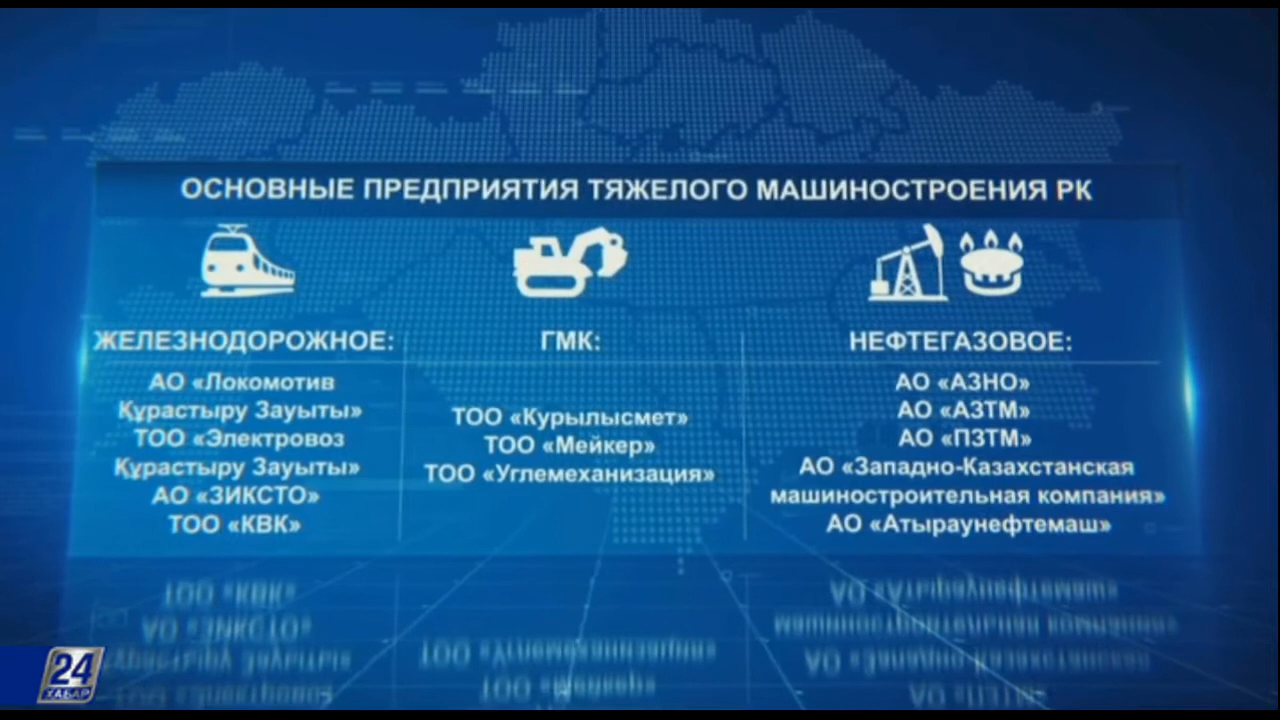 ОСНОВНЫЕ ПРЕДПРИЯТИЯ ТЯЖЕЛОГО МАШИНОСТРОЕНИЯ РК
ЖЕЛЕЗНОДОРОЖНОЕ:
АО «Локомотив
Құрастыру Зауыты»
ТОО «Электровоз
Құрастыру Зауыты»
АО «ЗИКСТО»
ТОО «КВК»
ГМК:
ТОО «Курылысмет»
ТОО «Мейкер»
ТОО «Углемеханизация»
НЕФТЕГАЗОВОЕ:
АО «АЗНО»
АО «АЗТМ»
АО «ПЗТМ»
АО «Западно-Казахстанская
машиностроительная компания»
АО «Атыраунефтемаш»
24
ХАБАР